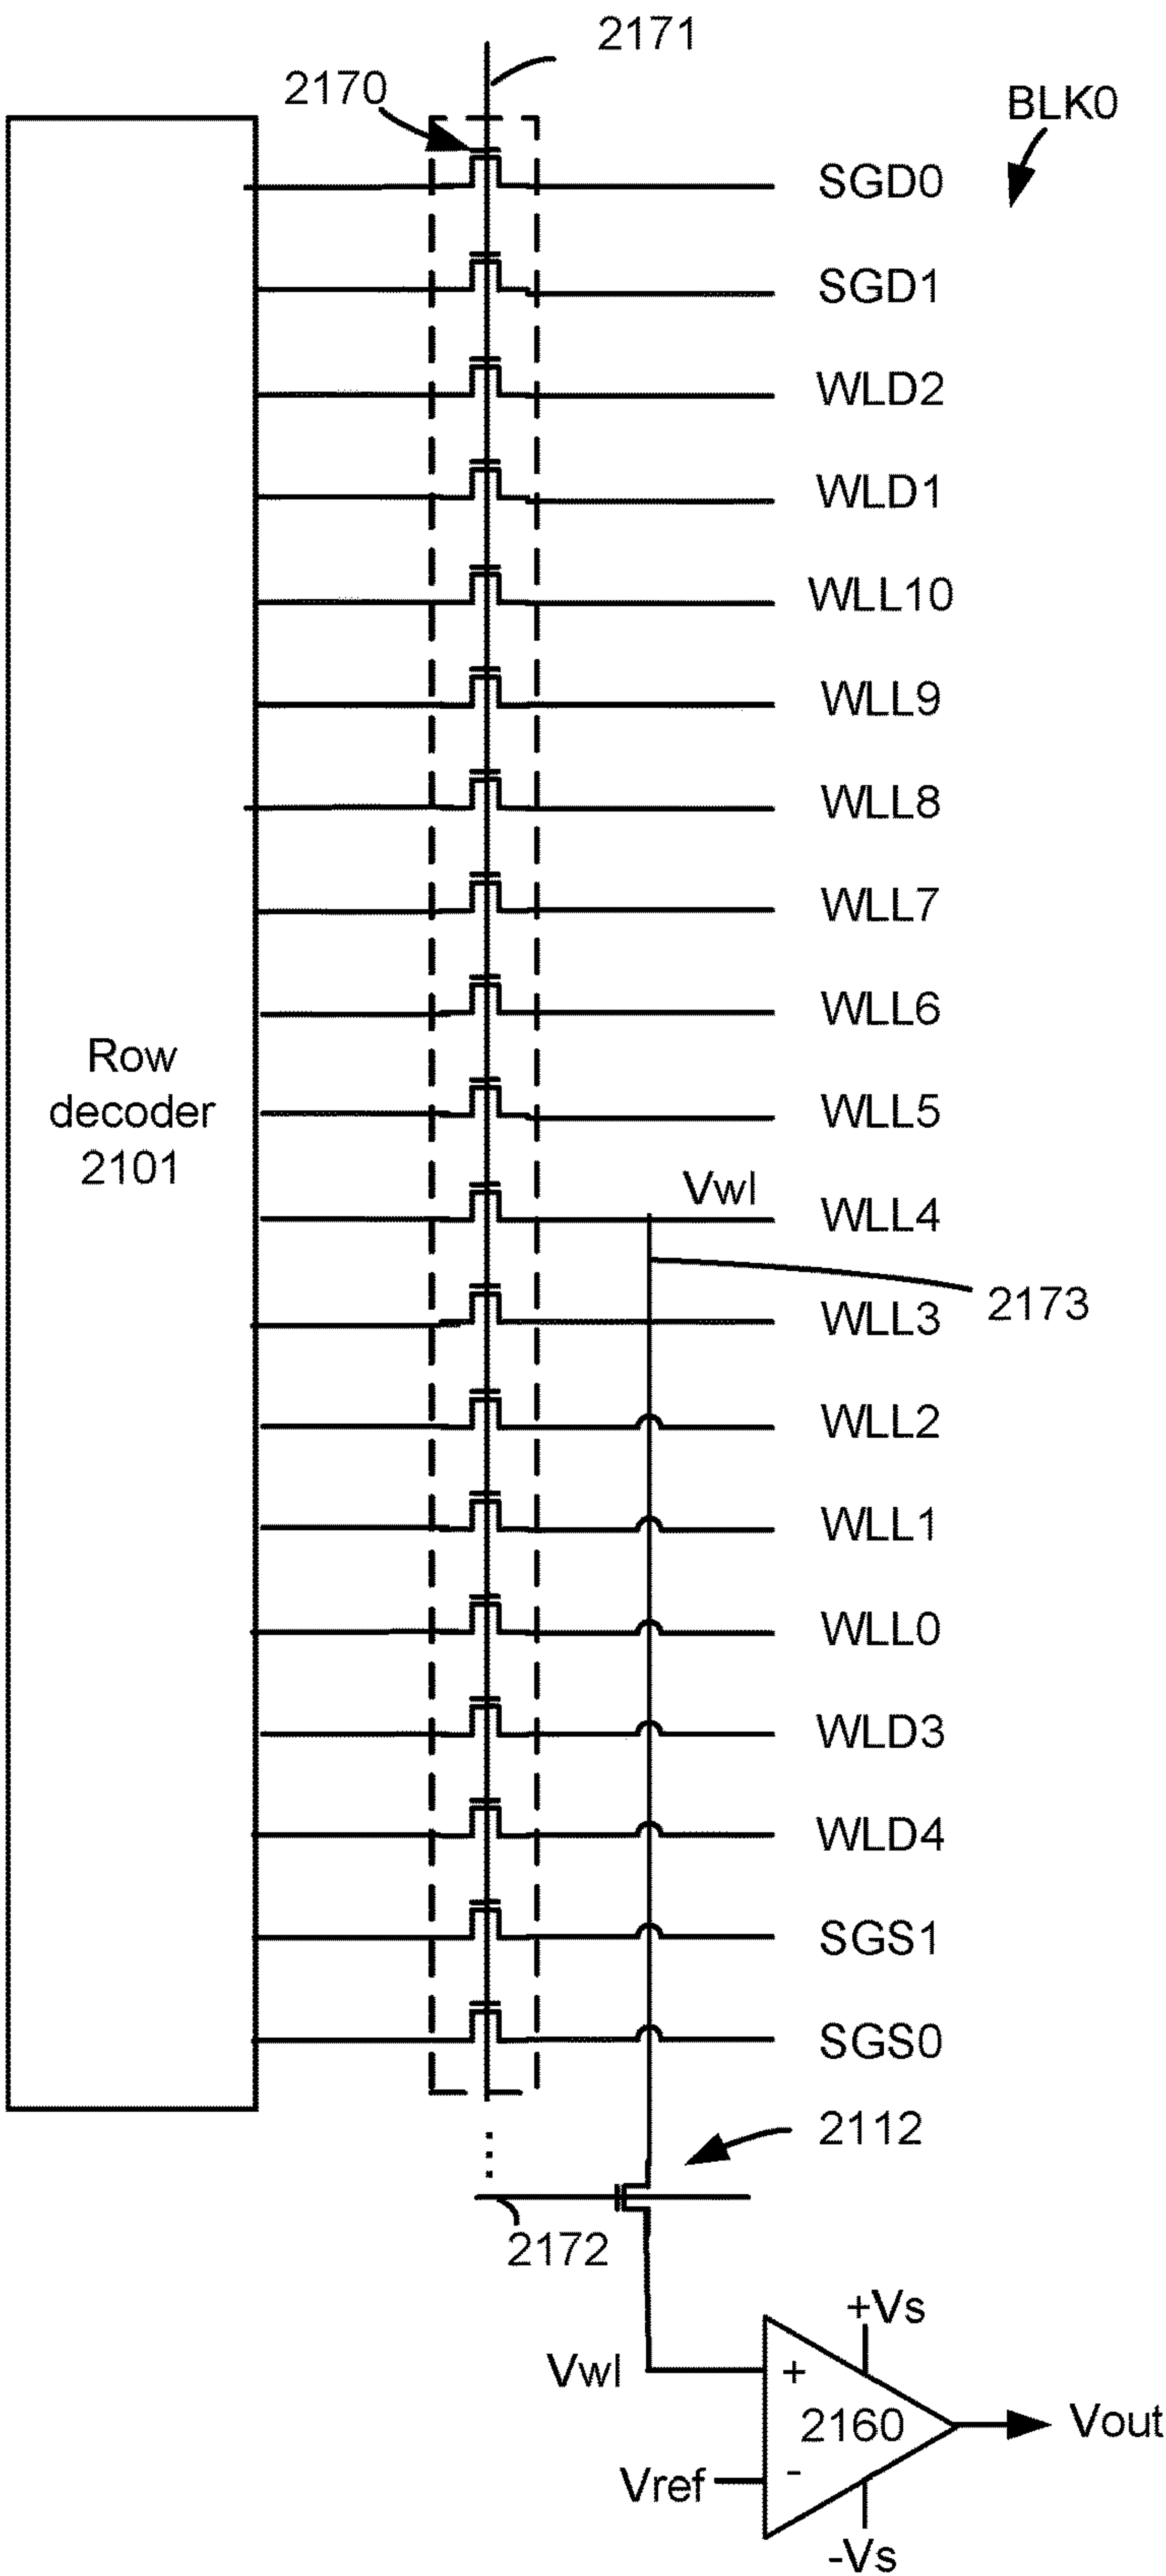 2171
2170
BLK0
SGD0
SGD1
WLD2
WLD1
WLL10
WLL9
WLL8
WLL7
WLL6
Row
decoder
2101
WLL5
Vwl
WLL4
2173
WLL3
WLL2
WLL1
WLL0
WLD3
WLD4
SGS1
SGS0
2112
2172
+Vs
Vwl
+
2160
Vout
Vref
-
-Vs